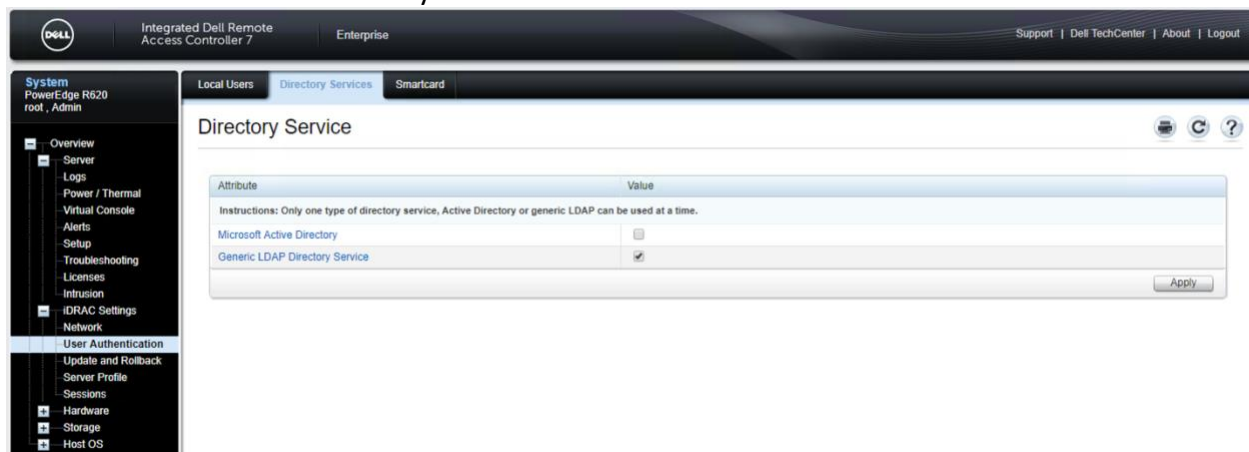 DELL
Integrated Dell Remote
Access Controller 7
Enterprise
Support | Dell TechCenter | About | Logout
System
PowerEdge R620
root , Admin
Overview
Server
Logs
Power / Thermal
Virtual Console
Alerts
Setup
Troubleshooting
Licenses
Intrusion
iDRAC Settings
Network
User Authentication
Update and Rollback
Server Profile
Sessions
Hardware
Storage
Host OS
Local Users Directory Services Smartcard
Directory Service
Attribute Value
Instructions: Only one type of directory service, Active Directory or generic LDAP can be used at a time.
Microsoft Active Directory
Generic LDAP Directory Service
Apply